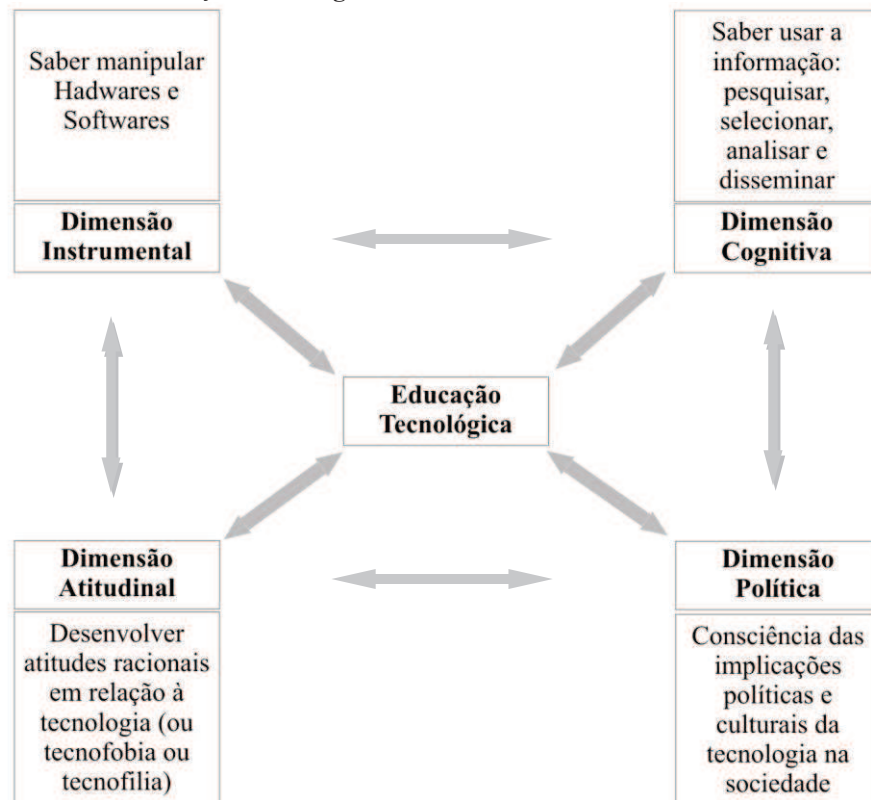 Saber manipular
Hadwares e
Softwares
Dimensão
Instrumental
Saber usar a
informação:
pesquisar,
selecionar,
analisar e
disseminar
Dimensão
Cognitiva
Educação
Tecnológica
Dimensão
Atitudinal
Desenvolver
atitudes racionais
em relação à
tecnologia (ou
tecnofobia ou
tecnofilia)
Dimensão
Política
Consciência das
implicações
políticas e
culturais da
tecnologia na
sociedade